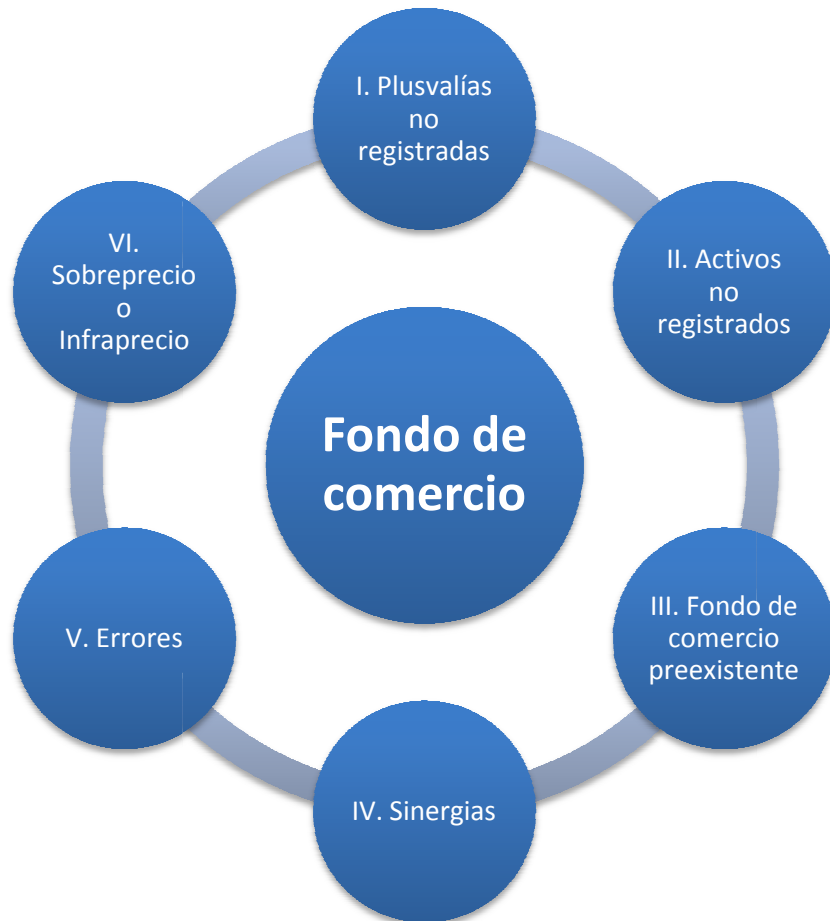 I. Plusvalías
no
registradas
II. Activos
no
registrados
III. Fondo de
comercio
preexistente
IV. Sinergias
V. Errores
VI.
Sobreprecio
o
Infraprecio
Fondo de
comercio